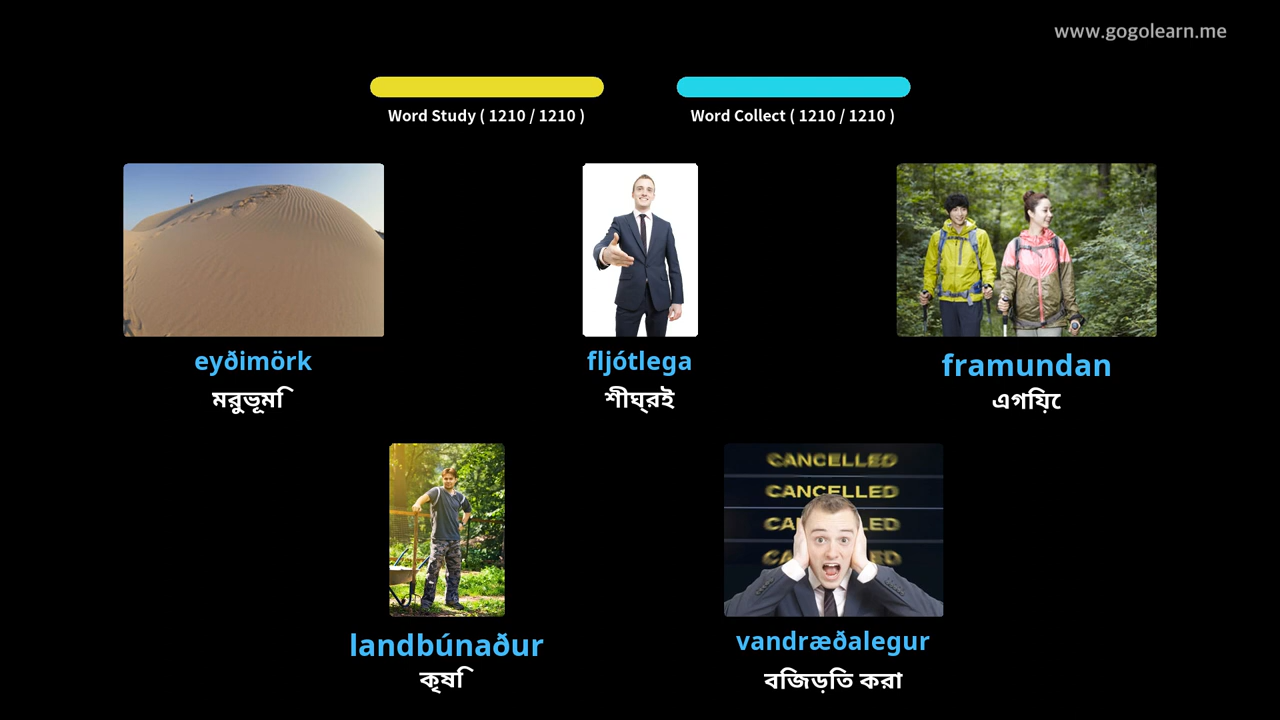 www.gogolearn.me
Word Study ( 1210 / 1210 )
Word Collect ( 1210 / 1210 )
eyðimörk
fljótlega
framundan
মরুভূমি
শীঘ্রই
এগিয়ে
landbúnaður
vandræðalegur
কৃষি
বিজড়িত করা
CANCELLED
CANCELLED